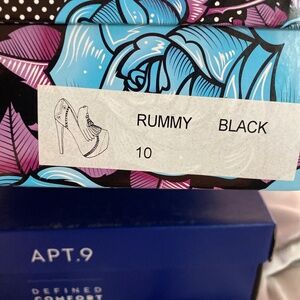 RUMMY BLACK
10
APT.9
DEFINED
COMFORT